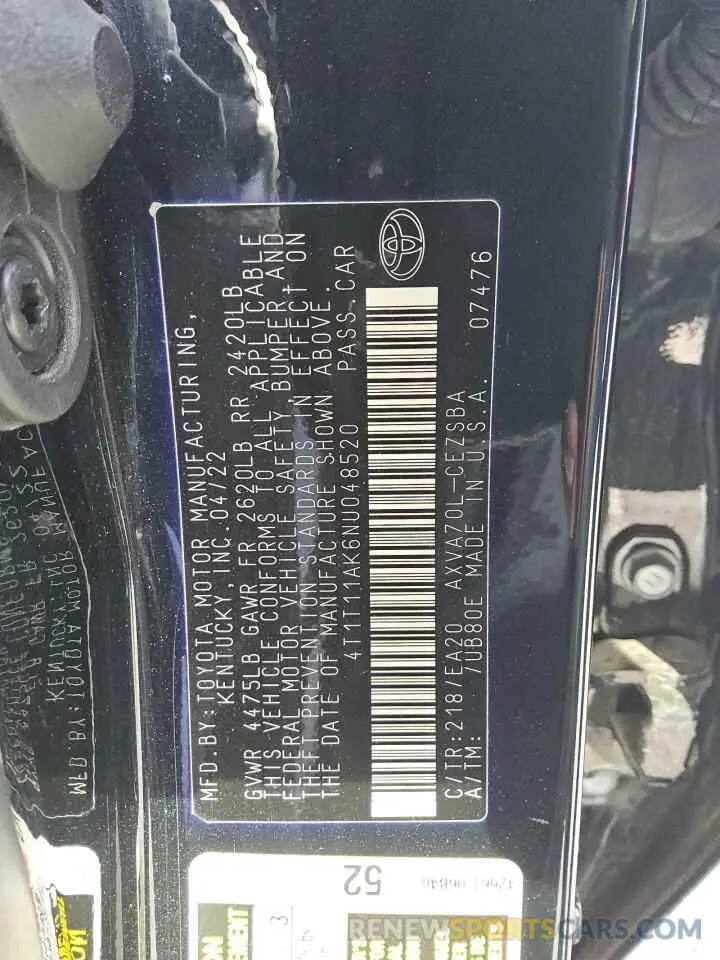 MFD. BY: TOYOTA MOTOR MANUFACTURING,
KENTUCKY, INC. 04/22
GVWR 4475LB GAWR FR 2620LB RR 2420LB
THIS VEHICLE CONFORMS TO ALL APPLICABLE
FEDERAL MOTOR VEHICLE SAFETY, BUMPER, AND
THEFT PREVENTION STANDARDS IN EFFECT ON
THE DATE OF MANUFACTURE SHOWN ABOVE.
4T1T11AK6NU048520 PASS.CAR
C/TR:218/EA20 AXVA70L-CEZSBA
A/TM: 7UB80E MADE IN U.S.A. 07476
52
3
RENEWSPORTSCARS.COM